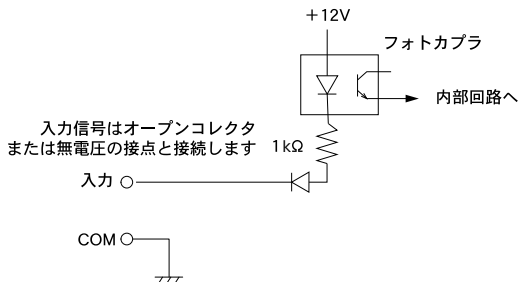 ＋12V
フォトカプラ
内部回路へ
入力信号はオープンコレクタ
または無電圧の接点と接続します
1kΩ
入力
COM